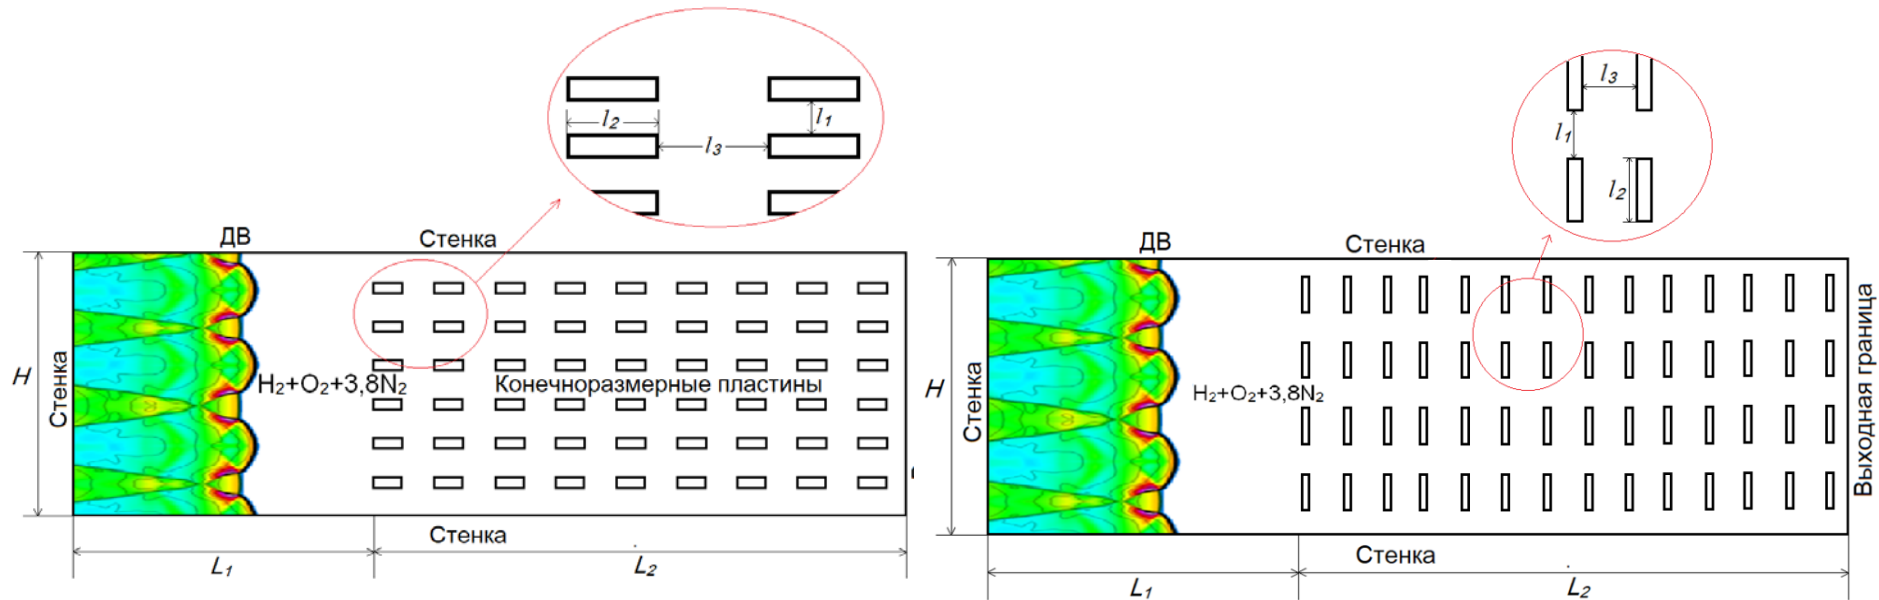 l₂
l₃
l₁
ДВ
Стенка
H
Стенка
H₂+O₂+3,8N₂
Конечноразмерные пластины
Стенка
L₁
L₂
l₃
l₁
l₂
ДВ
Стенка
H
Стенка
H₂+O₂+3,8N₂
Выходная граница
Стенка
L₁
L₂